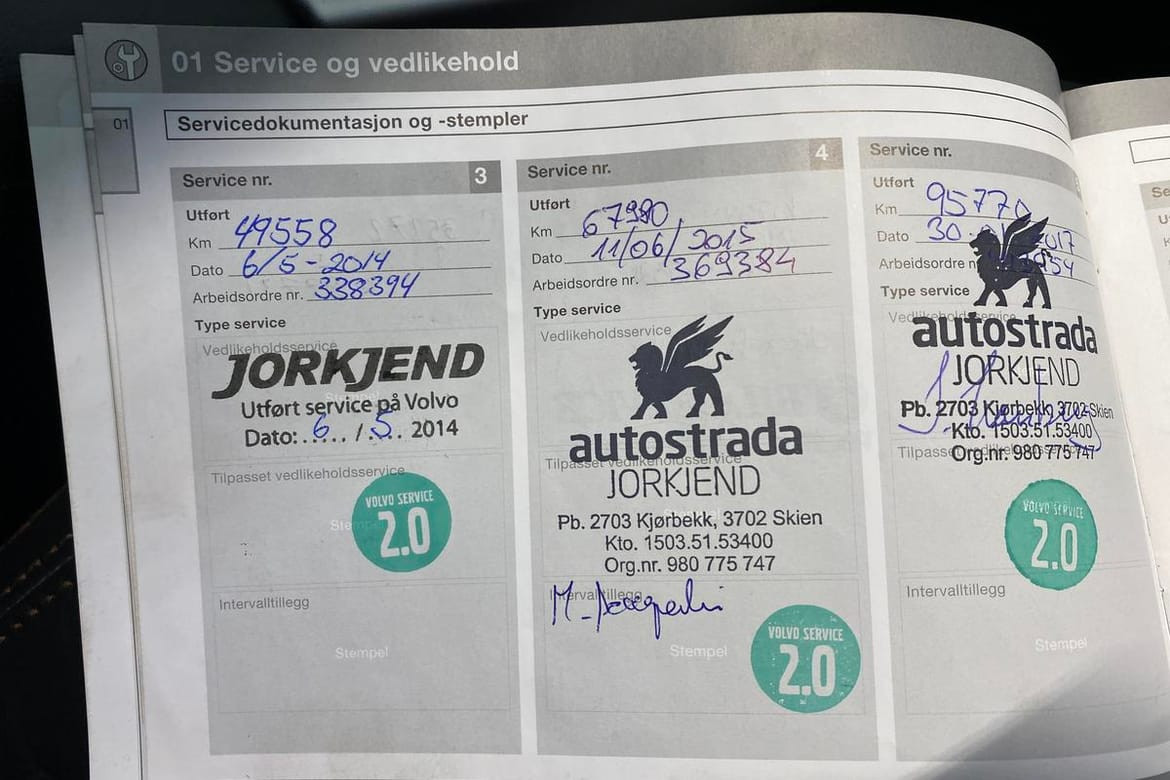 01 Service og vedlikehold
01
Servicedokumentasjon og -stempler
Service nr. 3
Utført
Km 49558
Dato 6/5-2014
Arbeidsordre nr. 338394
Type service
Vedlikeholdsservice
JORKJEND
Stempel
Utført service på Volvo
Dato: 6 / 5 2014
Tilpasset vedlikeholdsservice
VOLVO SERVICE
2.0
Intervalltillegg
Stempel
Service nr. 4
Utført
Km
Dato 11/06/2015
Arbeidsordre nr. 369384
Type service
Vedlikeholdsservice
autostrada
Tilpasset vedlikeholdsservice
JORKJEND
Pb. 2703 Kjørbekk, 3702 Skien
Kto. 1503.51.53400
Org.nr. 980 775 747
Intervalltillegg
Stempel
VOLVO SERVICE
2.0
Service nr.
Utført
Km 95770
Dato 30
Arbeidsordre
Type service
autostrada
JORKJEND
Pb. 2703 Kjørbekk, 3702 Skien
Kto. 1503.51.53400
Org.nr. 980 775 747
VOLVO SERVICE
2.0
Intervalltillegg
Stempel